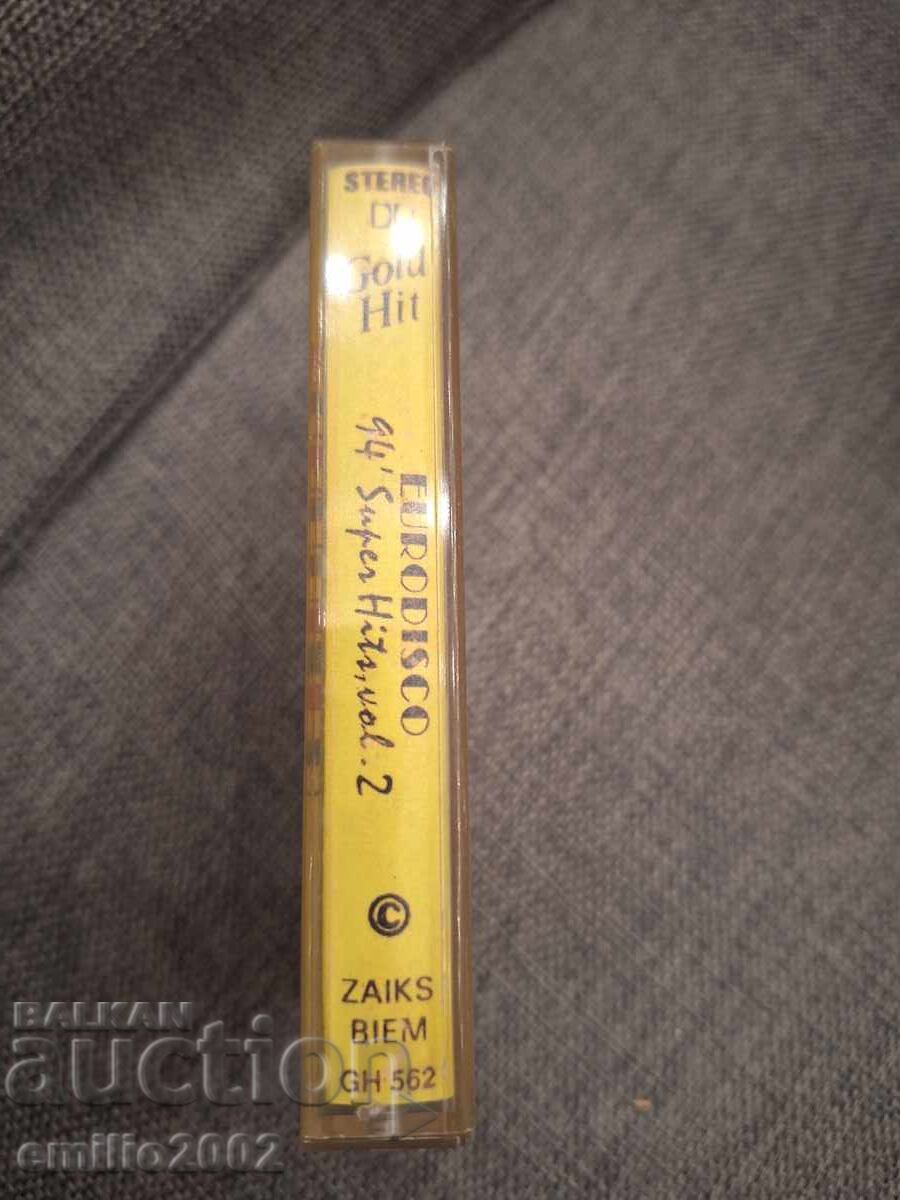 STEREO
Gold
Hit
EURODISCO
94' Super Hits, vol. 2
©
ZAIKS
BIEM
GH 562
BALKAN
auction
emilio2002